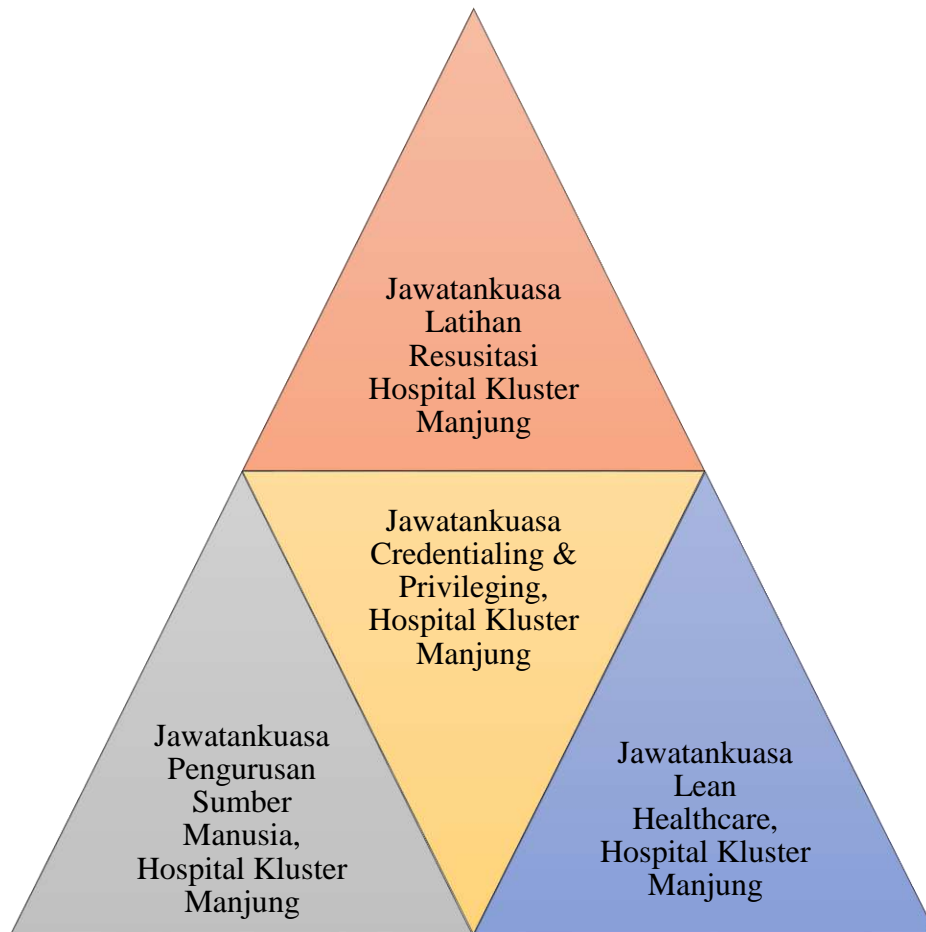 Jawatankuasa
Latihan
Resusitasi
Hospital Kluster
Manjung
Jawatankuasa
Credentialing &
Privileging,
Hospital Kluster
Manjung
Jawatankuasa
Pengurusan
Sumber
Manusia,
Hospital Kluster
Manjung
Jawatankuasa
Lean
Healthcare,
Hospital Kluster
Manjung